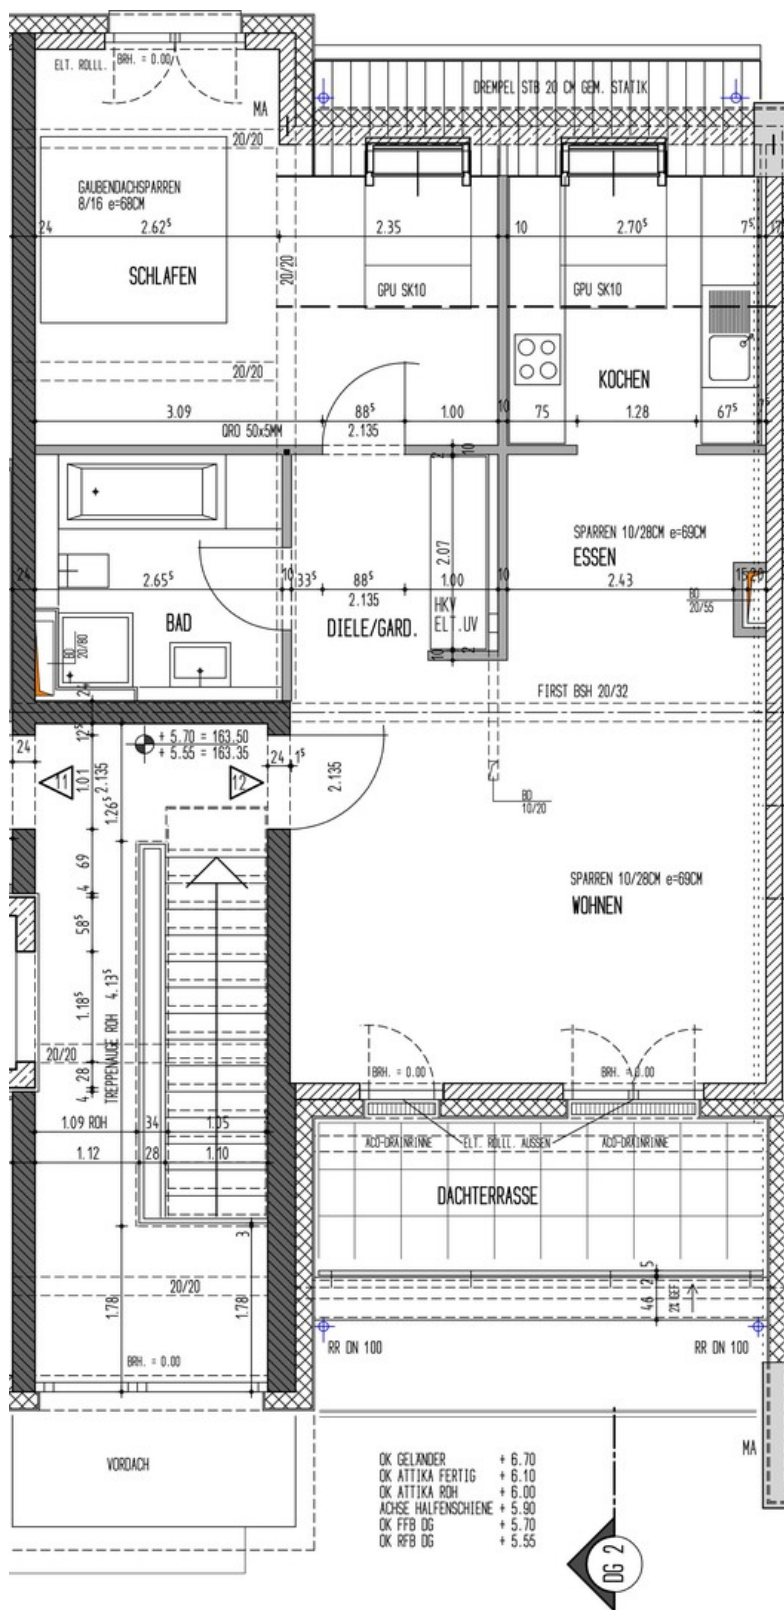 ELT. ROLLL.
BRH. = 0.00
MA
DREMPEL STB 20 CM GEM. STATIK
20/20
GAUBENDACHSPARREN
8/16 e=68CM
24
2.62⁵
2.35
10
2.70⁵
7⁵
17
SCHLAFEN
20/20
GPU SK10
GPU SK10
20/20
KOCHEN
3.09
88⁵
1.00
10
75
1.28
67⁵
7⁵
QRO 50x5MM
2.135
2
10
SPARREN 10/28CM e=69CM
ESSEN
2.07
24
2.65⁵
10
33⁵
88⁵
1.00
10
2.43
15
20
2.135
BAD
DIELE/GARD.
HKV
ELT.UV
BD
20/55
BD
20/80
10
2
24
FIRST BSH 20/32
12⁵
+ 5.70 = 163.50
+ 5.55 = 163.35
24
24
1⁵
11
12
1.01
2.135
1.26⁵
2.135
BD
10/20
69
4
SPARREN 10/28CM e=69CM
WOHNEN
58⁵
1.18⁵
TREPPENAUGE ROH 4.13⁵
20/20
28
4
BRH. = 0.00
BRH. = 0.00
1.09 ROH
34
1.05
ACO-DRAINRINNE
ELT. ROLLL. AUSSEN
ACO-DRAINRINNE
1.12
28
1.10
DACHTERRASSE
3
5
2
20/20
46
2% GEF.
1.78
1.78
RR DN 100
RR DN 100
BRH. = 0.00
MA
VORDACH
OK GELÄNDER + 6.70
OK ATTIKA FERTIG + 6.10
OK ATTIKA ROH + 6.00
ACHSE HALFENSCHIENE + 5.90
OK FFB DG + 5.70
OK RFB DG + 5.55
DG 2